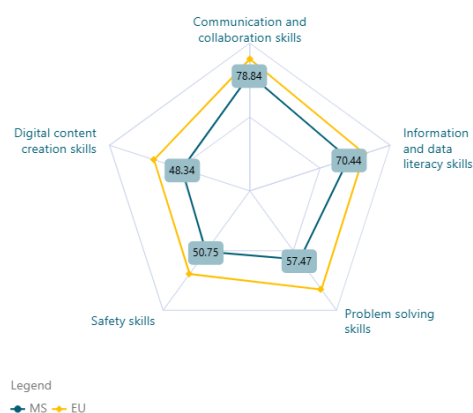 Communication and
collaboration skills
78.84
Digital content
creation skills
Information
and data
literacy skills
70.44
48.34
50.75
57.47
Safety skills
Problem solving
skills
Legend
MS EU